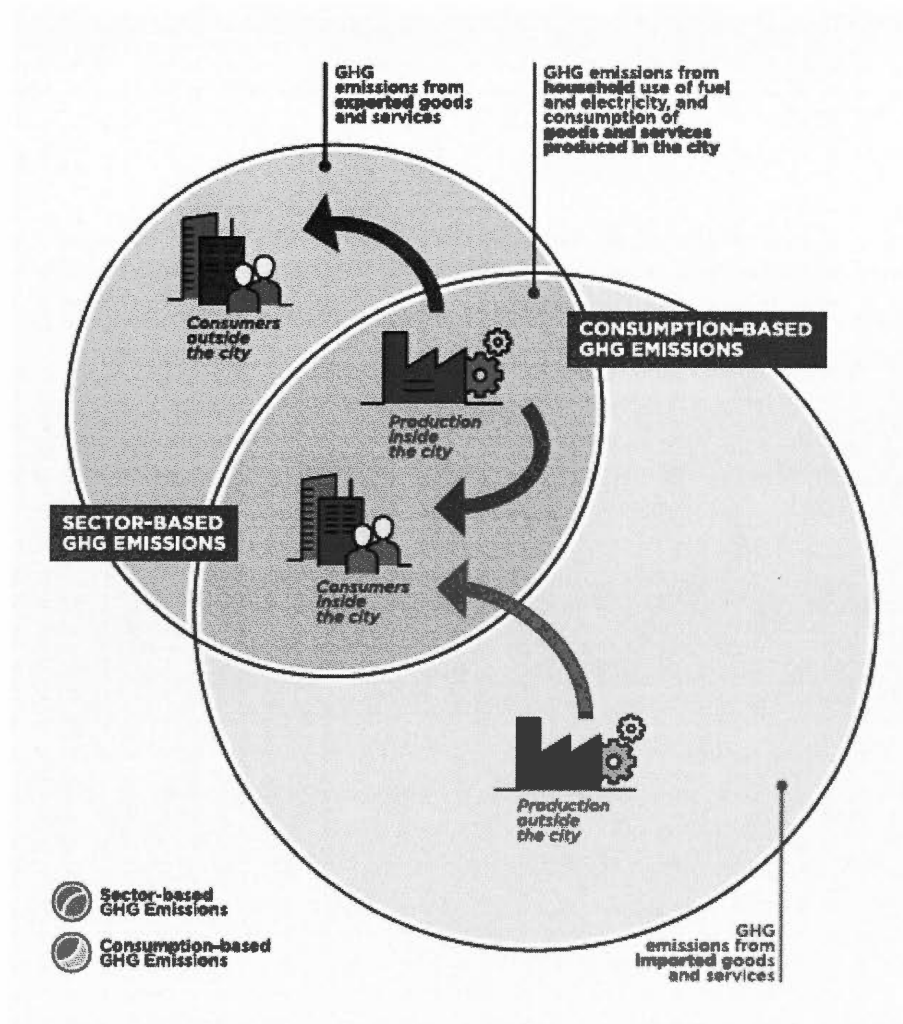 GHG
emissions from
exported goods
and services
GHG emissions from
household use of fuel
and electricity, and
consumption of
goods and services
produced in the city
Consumers
outside
the city
CONSUMPTION-BASED
GHG EMISSIONS
Production
inside
the city
SECTOR-BASED
GHG EMISSIONS
Consumers
inside
the city
Production
outside
the city
Sector-based
GHG Emissions
Consumption-based
GHG Emissions
GHG
emissions from
imported goods
and services